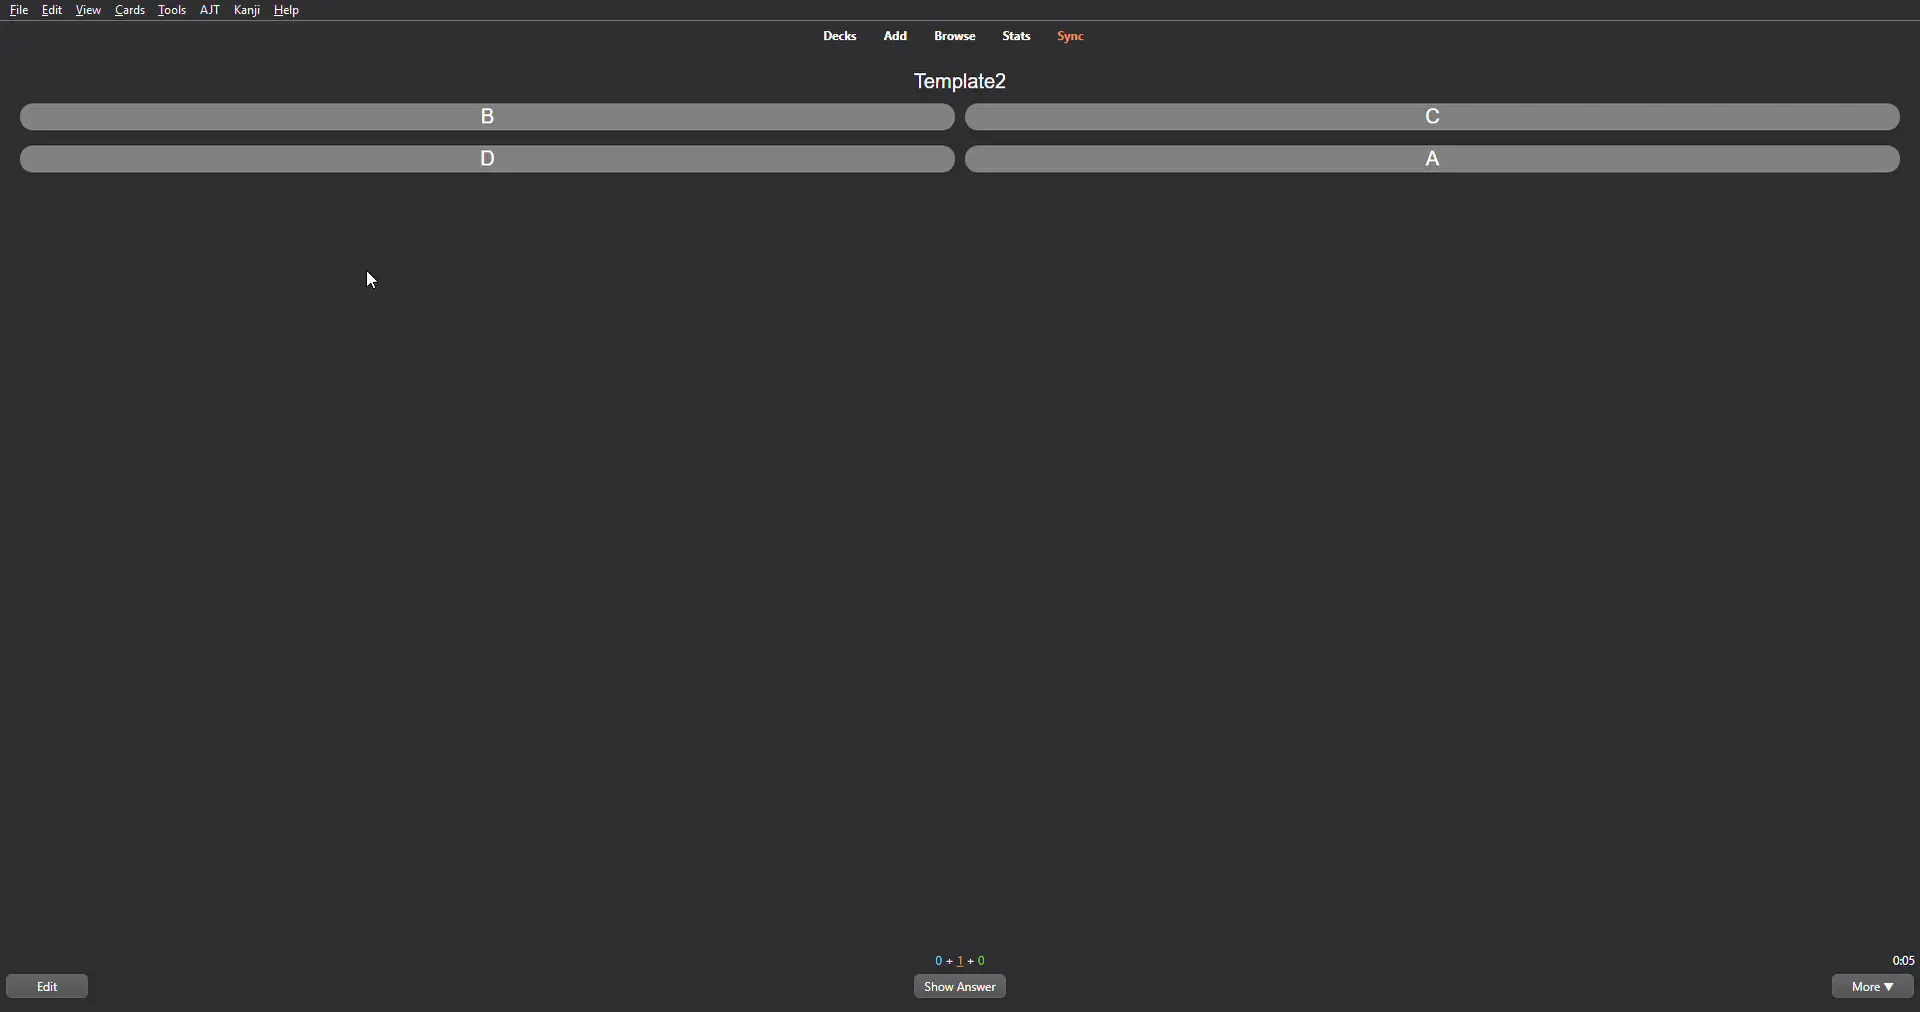 File Edit View Cards Tools AJT Kanji Help
Decks Add Browse Stats Sync
Template2
B C
D A
0 + 1 + 0 0:05
Edit Show Answer More ▼